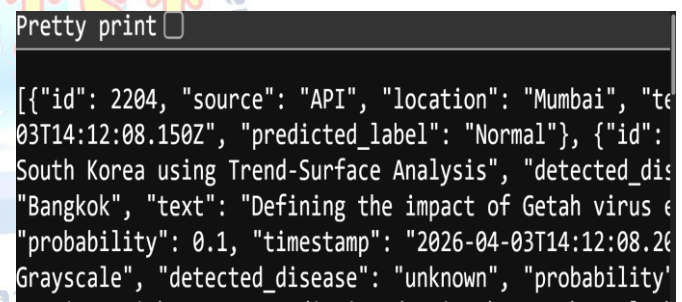 Pretty print
[{"id": 2204, "source": "API", "location": "Mumbai", "te
03T14:12:08.150Z", "predicted_label": "Normal"}, {"id":
South Korea using Trend-Surface Analysis", "detected_dis
"Bangkok", "text": "Defining the impact of Getah virus e
"probability": 0.1, "timestamp": "2026-04-03T14:12:08.20
Grayscale", "detected_disease": "unknown", "probability"